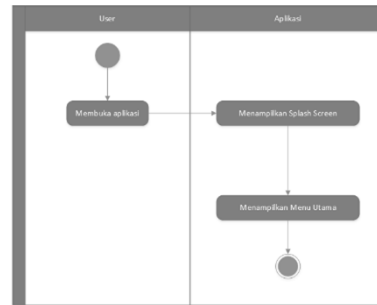 User
Aplikasi
Membuka aplikasi
Menampilkan Splash Screen
Menampilkan Menu Utama